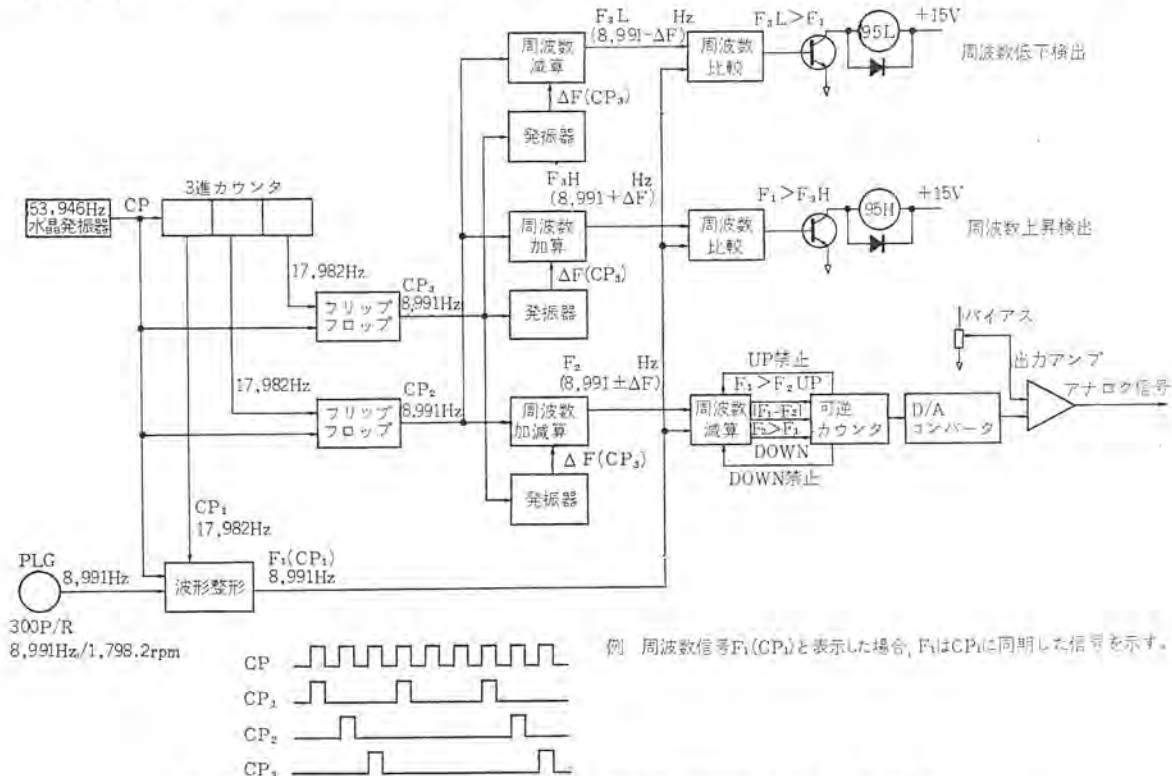 F₃L Hz
(8,991-ΔF)
周波数
減算
ΔF(CP₃)
発振器
周波数
比較
F₃L>F₁
95L
+15V
周波数低下検出
F₃H Hz
(8,991+ΔF)
周波数
加算
ΔF(CP₃)
発振器
周波数
比較
F₁>F₃H
95H
+15V
周波数上昇検出
53,946Hz
水晶発振器
CP
3進カウンタ
17,982Hz
フリップ
フロップ
CP₃
8,991Hz
17,982Hz
フリップ
フロップ
CP₂
8,991Hz
F₂ Hz
(8,991±ΔF)
周波数
加減算
ΔF(CP₃)
発振器
周波数
減算
UP禁止
F₁>F₂ UP
|F₁-F₂|
F₂>F₁
DOWN
DOWN禁止
可逆
カウンタ
D/A
コンバータ
バイアス
出力アンプ
アナログ信号
CP₁
17,982Hz
PLG
8,991Hz
波形整形
F₁(CP₁)
8,991Hz
300P/R
8,991Hz/1,798.2rpm
例 周波数信号F₁(CP₁)と表示した場合, F₁はCP₁に同期した信号を示す。
CP
CP₁
CP₂
CP₃